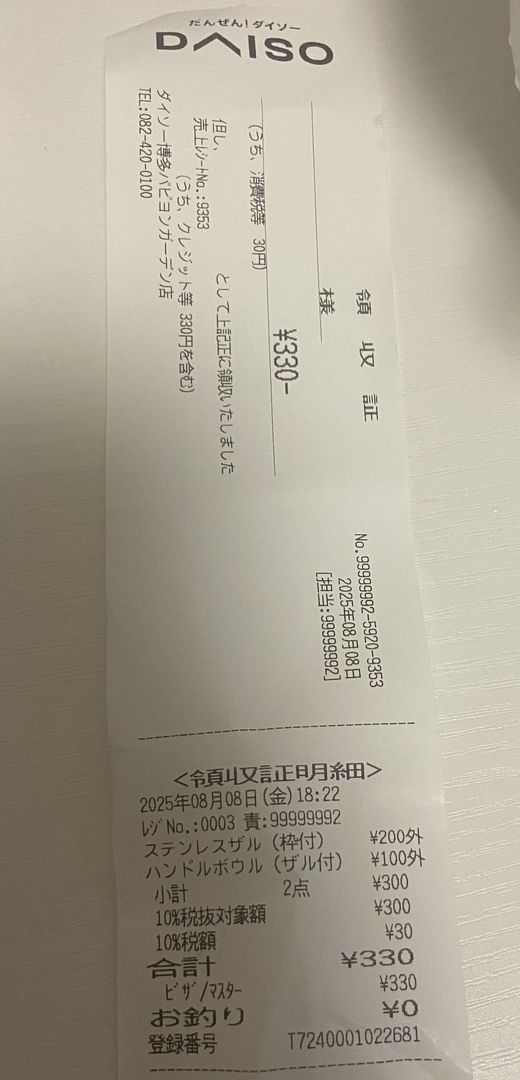 だんぜん!ダイソー
DAISO
領 収 証
様
¥330-
(うち、消費税等 30円)
但し、 として上記正に領収いたしました
売上レシートNo.:9353
(うち、クレジット等 330円を含む)
ダイソー博多パピヨンガーデン店
TEL:082-420-0100
No.99999992-5920-9353
2025年08月08日
[担当:99999992]
<領収証明細>
2025年08月08日(金)18:22
レジNo.:0003 責:99999992
ステンレスザル(枠付) ¥200外
ハンドルボウル(ザル付) ¥100外
小計 2点 ¥300
10%税抜対象額 ¥300
10%税額 ¥30
合計 ¥330
ビザ/マスター ¥330
お釣り ¥0
登録番号 T7240001022681